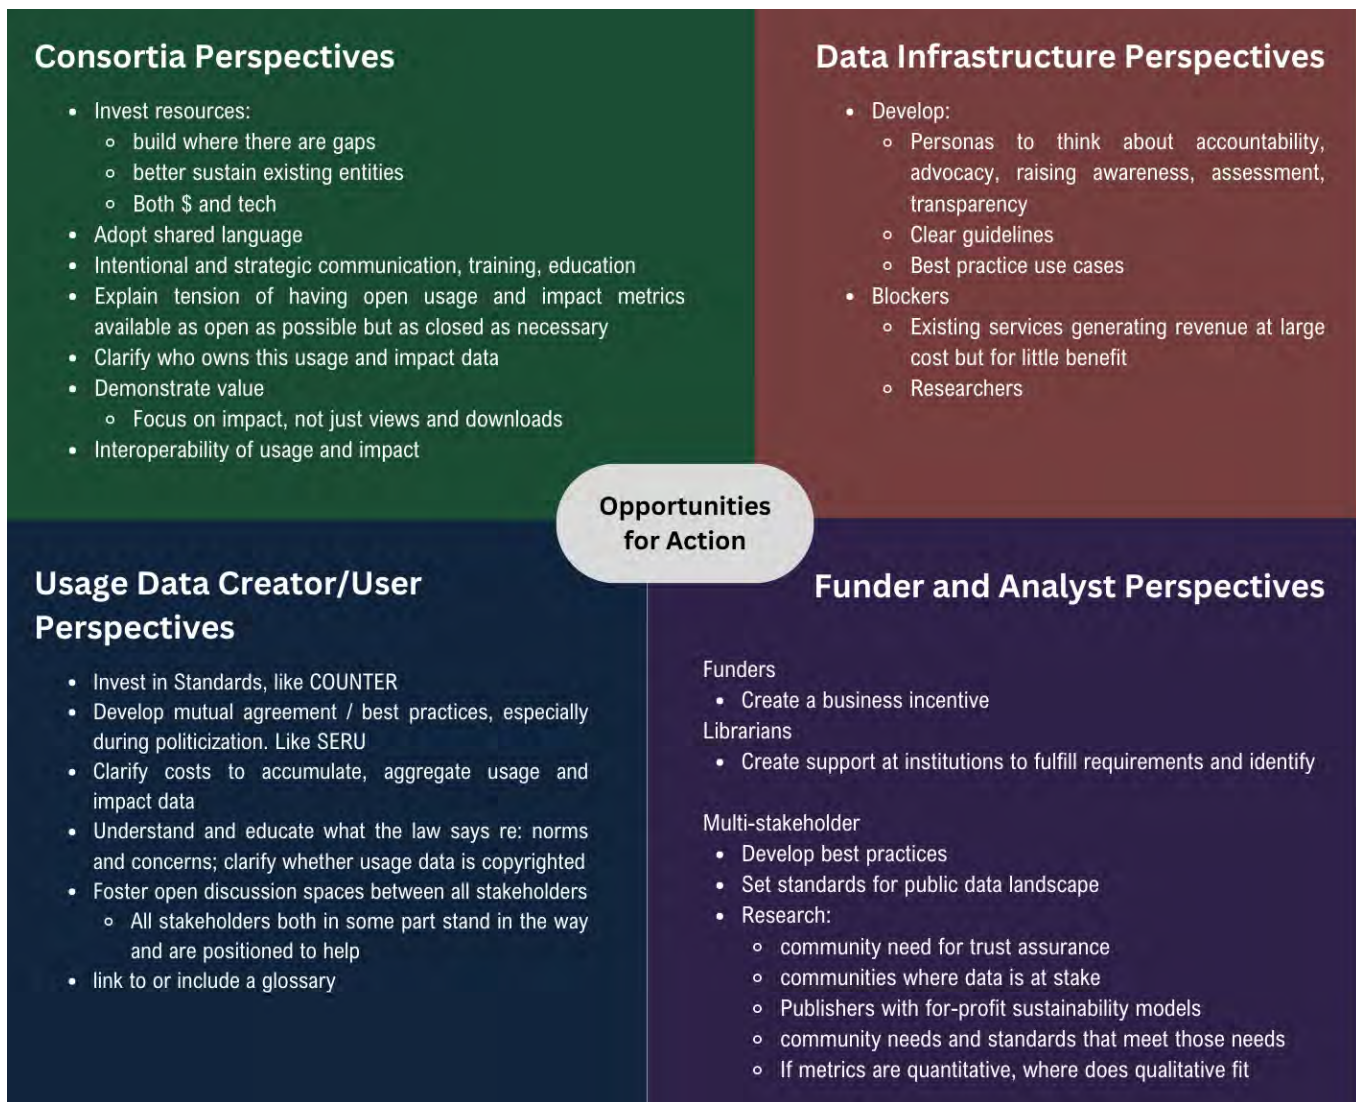 Consortia Perspectives
• Invest resources:
◦ build where there are gaps
◦ better sustain existing entities
◦ Both $ and tech
• Adopt shared language
• Intentional and strategic communication, training, education
• Explain tension of having open usage and impact metrics
available as open as possible but as closed as necessary
• Clarify who owns this usage and impact data
• Demonstrate value
◦ Focus on impact, not just views and downloads
• Interoperability of usage and impact
Data Infrastructure Perspectives
• Develop:
◦ Personas to think about accountability,
advocacy, raising awareness, assessment,
transparency
◦ Clear guidelines
◦ Best practice use cases
• Blockers
◦ Existing services generating revenue at large
cost but for little benefit
◦ Researchers
Opportunities
for Action
Usage Data Creator/User
Perspectives
• Invest in Standards, like COUNTER
• Develop mutual agreement / best practices, especially
during politicization. Like SERU
• Clarify costs to accumulate, aggregate usage and
impact data
• Understand and educate what the law says re: norms
and concerns; clarify whether usage data is copyrighted
• Foster open discussion spaces between all stakeholders
◦ All stakeholders both in some part stand in the way
and are positioned to help
• link to or include a glossary
Funder and Analyst Perspectives
Funders
• Create a business incentive
Librarians
• Create support at institutions to fulfill requirements and identify
Multi-stakeholder
• Develop best practices
• Set standards for public data landscape
• Research:
◦ community need for trust assurance
◦ communities where data is at stake
◦ Publishers with for-profit sustainability models
◦ community needs and standards that meet those needs
◦ If metrics are quantitative, where does qualitative fit